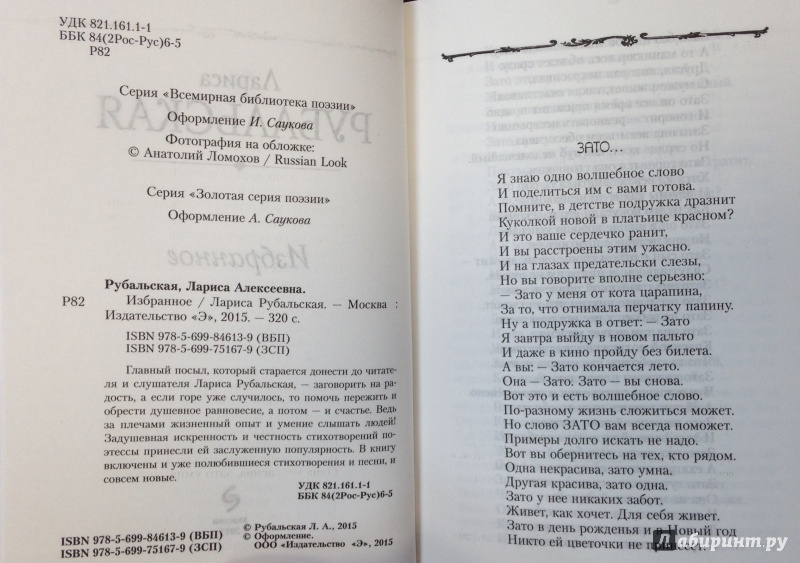 УДК 821.161.1-1
ББК 84(2Рос-Рус)6-5
Р82
Лариса
РУБАЛЬСКАЯ
Серия «Всемирная библиотека поэзии»
Оформление И. Саукова
Фотография на обложке:
© Анатолий Ломохов / Russian Look
Серия «Золотая серия поэзии»
Оформление А. Саукова
Избранное
Рубальская, Лариса Алексеевна.
Р82 Избранное / Лариса Рубальская. — Москва :
Издательство «Э», 2015. — 320 с.
ISBN 978-5-699-84613-9 (ВБП)
ISBN 978-5-699-75167-9 (ЗСП)
Главный посыл, который старается донести до читате-
ля и слушателя Лариса Рубальская, — заговорить на ра-
дость, а если горе уже случилось, то помочь пережить и
обрести душевное равновесие, а потом — и счастье. Ведь
за плечами жизненный опыт и умение слышать людей!
Задушевная искренность и честность стихотворений по-
этессы принесли ей заслуженную популярность. В книгу
включены и уже полюбившиеся стихотворения и песни, и
совсем новые.
УДК 821.161.1-1
ББК 84(2Рос-Рус)6-5
© Рубальская Л. А., 2015
© Оформление.
ООО «Издательство «Э», 2015
ISBN 978-5-699-84613-9 (ВБП)
ISBN 978-5-699-75167-9 (ЗСП)
ЗАТО...
Я знаю одно волшебное слово
И поделиться им с вами готова.
Помните, в детстве подружка дразнит
Куколкой новой в платьице красном?
И это ваше сердечко ранит,
И вы расстроены этим ужасно.
И на глазах предательски слезы,
Но вы говорите вполне серьезно:
— Зато у меня от кота царапина,
За то, что отнимала перчатку папину.
Ну а подружка в ответ: — Зато
Я завтра выйду в новом пальто
И даже в кино пройду без билета.
А вы: — Зато кончается лето.
Она — Зато. Зато — вы снова.
Вот это и есть волшебное слово.
По-разному жизнь сложиться может.
Но слово ЗАТО вам всегда поможет.
Примеры долго искать не надо.
Вот вы обернитесь на тех, кто рядом.
Одна некрасива, зато умна.
Другая красива, зато одна.
Зато у нее никаких забот.
Живет, как хочет. Для себя живет.
Зато в день рожденья и в Новый год
Никто ей цветочки не принесет.
Лабиринт.ру